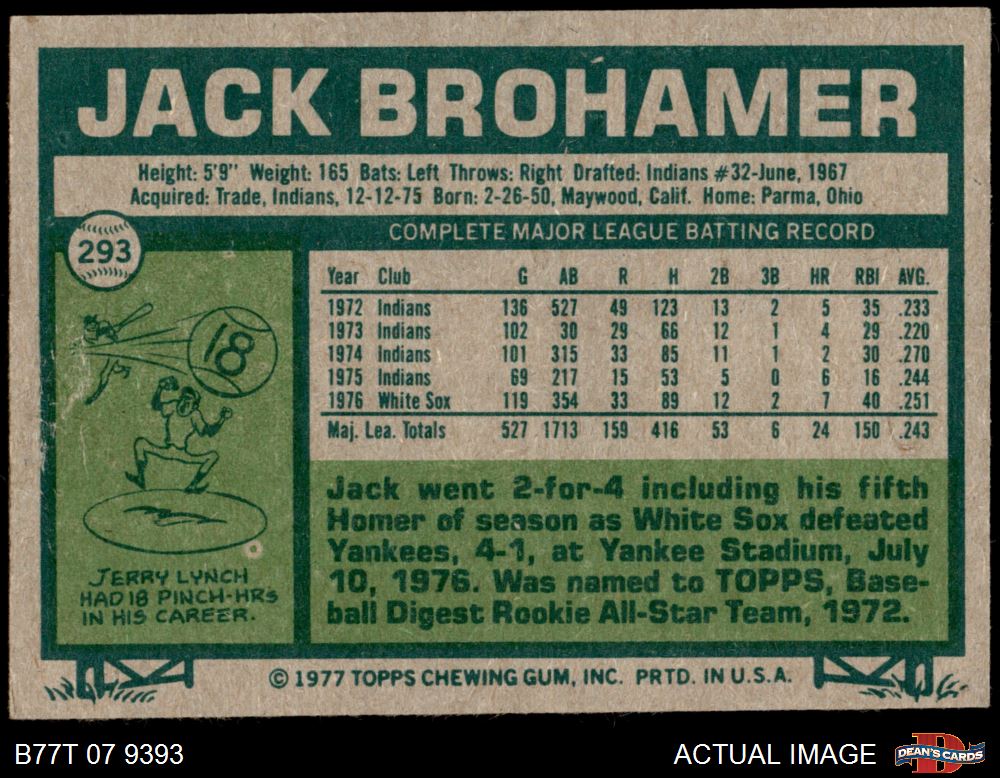 JACK BROHAMER
Height: 5'9" Weight: 165 Bats: Left Throws: Right Drafted: Indians #32-June, 1967
Acquired: Trade, Indians, 12-12-75 Born: 2-26-50, Maywood, Calif. Home: Parma, Ohio
293
COMPLETE MAJOR LEAGUE BATTING RECORD
Year Club G AB R H 2B 3B HR RBI AVG.
1972 Indians 136 527 49 123 13 2 5 35 .233
1973 Indians 102 30 29 66 12 1 4 29 .220
1974 Indians 101 315 33 85 11 1 2 30 .270
1975 Indians 69 217 15 53 5 0 6 16 .244
1976 White Sox 119 354 33 89 12 2 7 40 .251
Maj. Lea. Totals 527 1713 159 416 53 6 24 150 .243
18
JERRY LYNCH
HAD 18 PINCH-HRs
IN HIS CAREER.
Jack went 2-for-4 including his fifth
Homer of season as White Sox defeated
Yankees, 4-1, at Yankee Stadium, July
10, 1976. Was named to TOPPS, Base-
ball Digest Rookie All-Star Team, 1972.
© 1977 TOPPS CHEWING GUM, INC. PRTD. IN U.S.A.
B77T 07 9393
ACTUAL IMAGE
DEAN'S CARDS